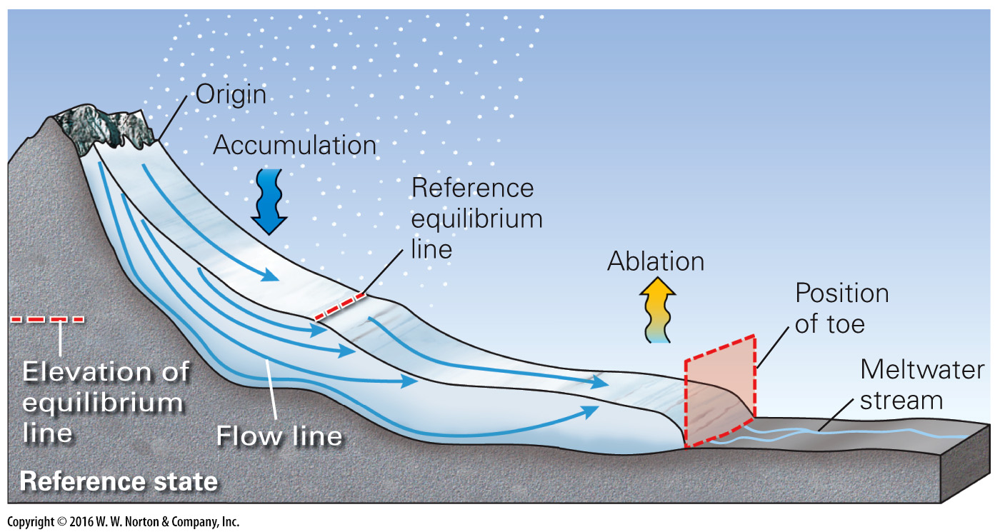 Origin
Accumulation
Reference
equilibrium
line
Ablation
Position
of toe
Meltwater
stream
Elevation of
equilibrium
line
Flow line
Reference state
Copyright © 2016 W. W. Norton & Company, Inc.